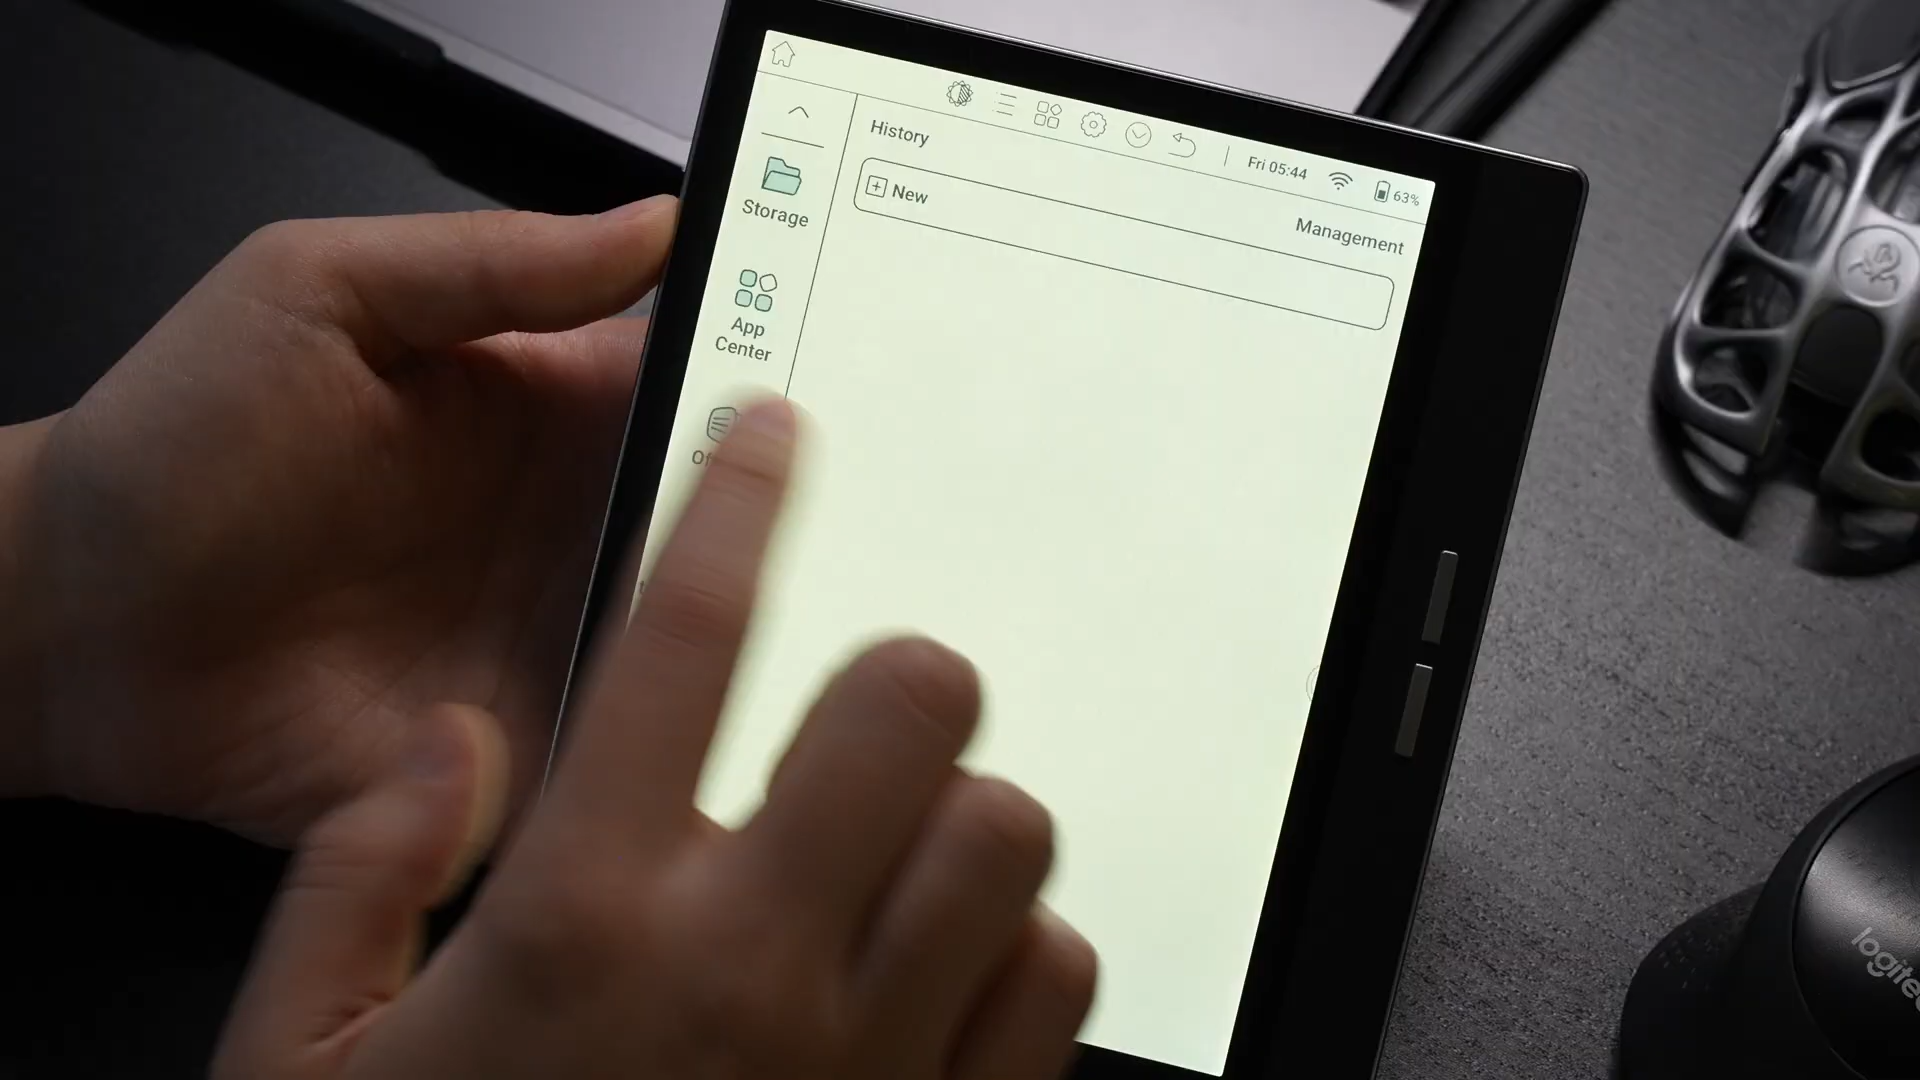 Fri 05:44
63%
History
Management
New
Storage
App
Center